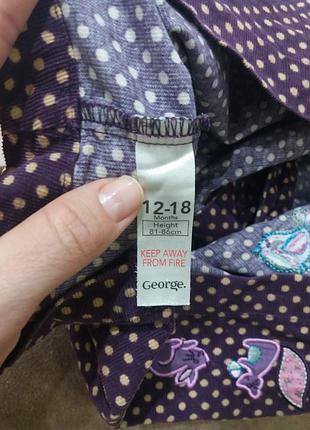 12-18
Months
Height
81-86cm
KEEP AWAY
FROM FIRE
George.